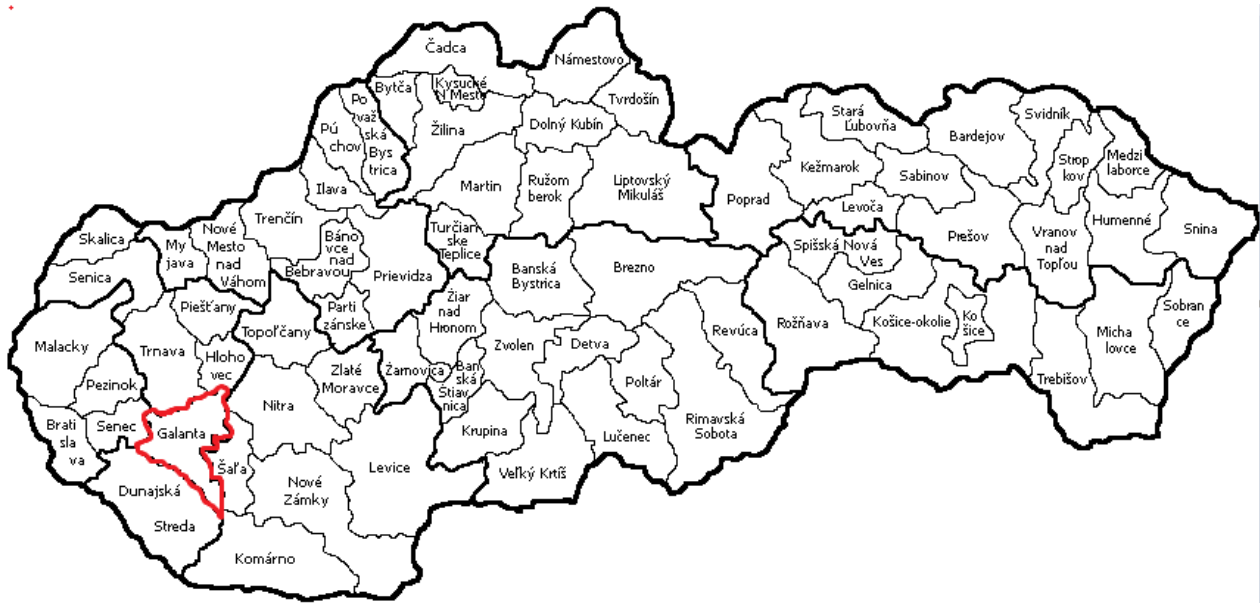 Čadca
Námestovo
Bytča
Kysucké
N Mesto
Tvrdošín
Po
važ
ská
Bys
trica
Pú
chov
Žilina
Dolný Kubín
Stará
Ľubovňa
Bardejov
Svidník
Strop
kov
Medzi
laborce
Ilava
Martin
Ružom
berok
Liptovský
Mikuláš
Poprad
Kežmarok
Sabinov
Levoča
Humenné
Snina
Skalica
My
java
Nové
Mesto
nad
Váhom
Trenčín
Báno
vce nad
Bebravou
Turčian
ske
Teplice
Prievidza
Banská
Bystrica
Brezno
Spišská Nová
Ves
Prešov
Vranov
nad
Topľou
Senica
Piešťany
Topoľčany
Parti
zánske
Žiar
nad
Hronom
Gelnica
Rožňava
Košice-okolie
Ko
šice
Micha
lovce
Sobran
ce
Malacky
Trnava
Hloho
vec
Zlaté
Moravce
Žarnovica
Ban
ská
Štiav
nica
Zvolen
Detva
Revúca
Poltár
Trebišov
Pezinok
Nitra
Brati
sla
va
Senec
Galanta
Krupina
Lučenec
Rimavská
Sobota
Šaľa
Levice
Veľký Krtíš
Dunajská
Streda
Nové
Zámky
Komárno